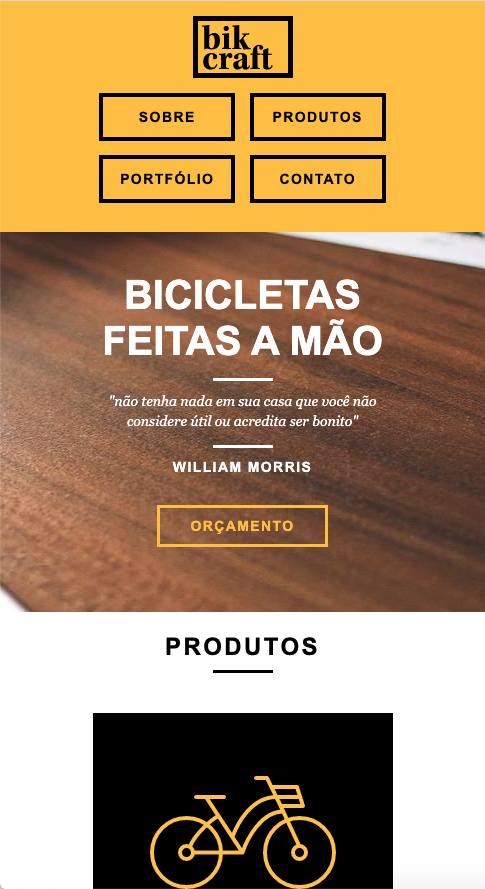 bik
craft
SOBRE
PRODUTOS
PORTFÓLIO
CONTATO
BICICLETAS
FEITAS A MÃO
"não tenha nada em sua casa que você não
considere útil ou acredita ser bonito"
WILLIAM MORRIS
ORÇAMENTO
PRODUTOS